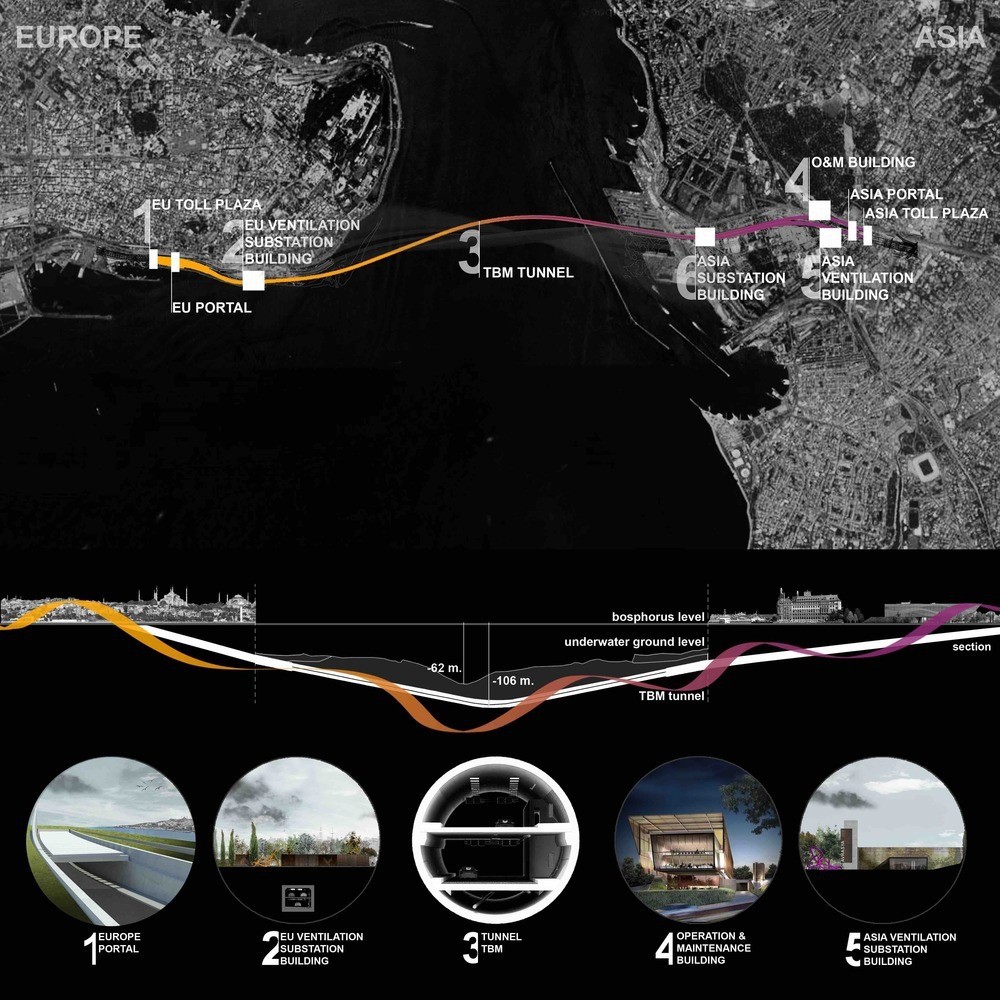 EUROPE
ASIA
4
O&M BUILDING
ASIA PORTAL
1
EU TOLL PLAZA
ASIA TOLL PLAZA
2
EU VENTILATION
SUBSTATION
BUILDING
3
TBM TUNNEL
6
ASIA
SUBSTATION
BUILDING
5
ASIA
VENTILATION
BUILDING
EU PORTAL
bosphorus level
underwater ground level
section
-62 m.
-106 m.
TBM tunnel
1
EUROPE
PORTAL
2
EU VENTILATION
SUBSTATION
BUILDING
3
TUNNEL
TBM
4
OPERATION &
MAINTENANCE
BUILDING
5
ASIA VENTILATION
SUBSTATION
BUILDING